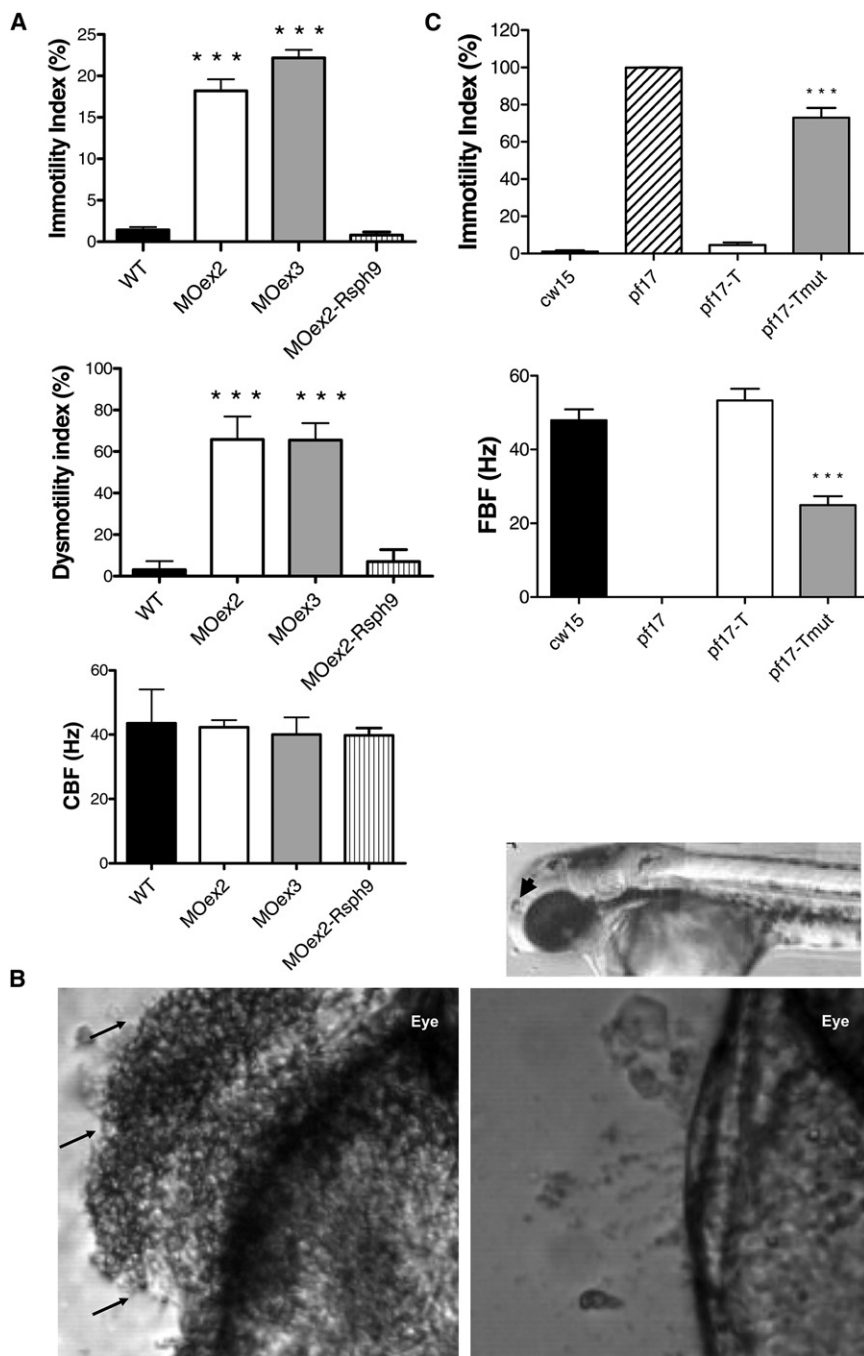 A
Immotility Index (%)
25
20
15
10
5
0
* * *
* * *
WT
MOex2
MOex3
MOex2-Rsph9
Dysmotility index (%)
100
80
60
40
20
0
* * *
* * *
WT
MOex2
MOex3
MOex2-Rsph9
CBF (Hz)
60
40
20
0
WT
MOex2
MOex3
MOex2-Rsph9
C
Immotility Index (%)
120
100
80
60
40
20
0
* * *
cw15
pf17
pf17-T
pf17-Tmut
FBF (Hz)
60
40
20
0
* * *
cw15
pf17
pf17-T
pf17-Tmut
B
Eye
Eye